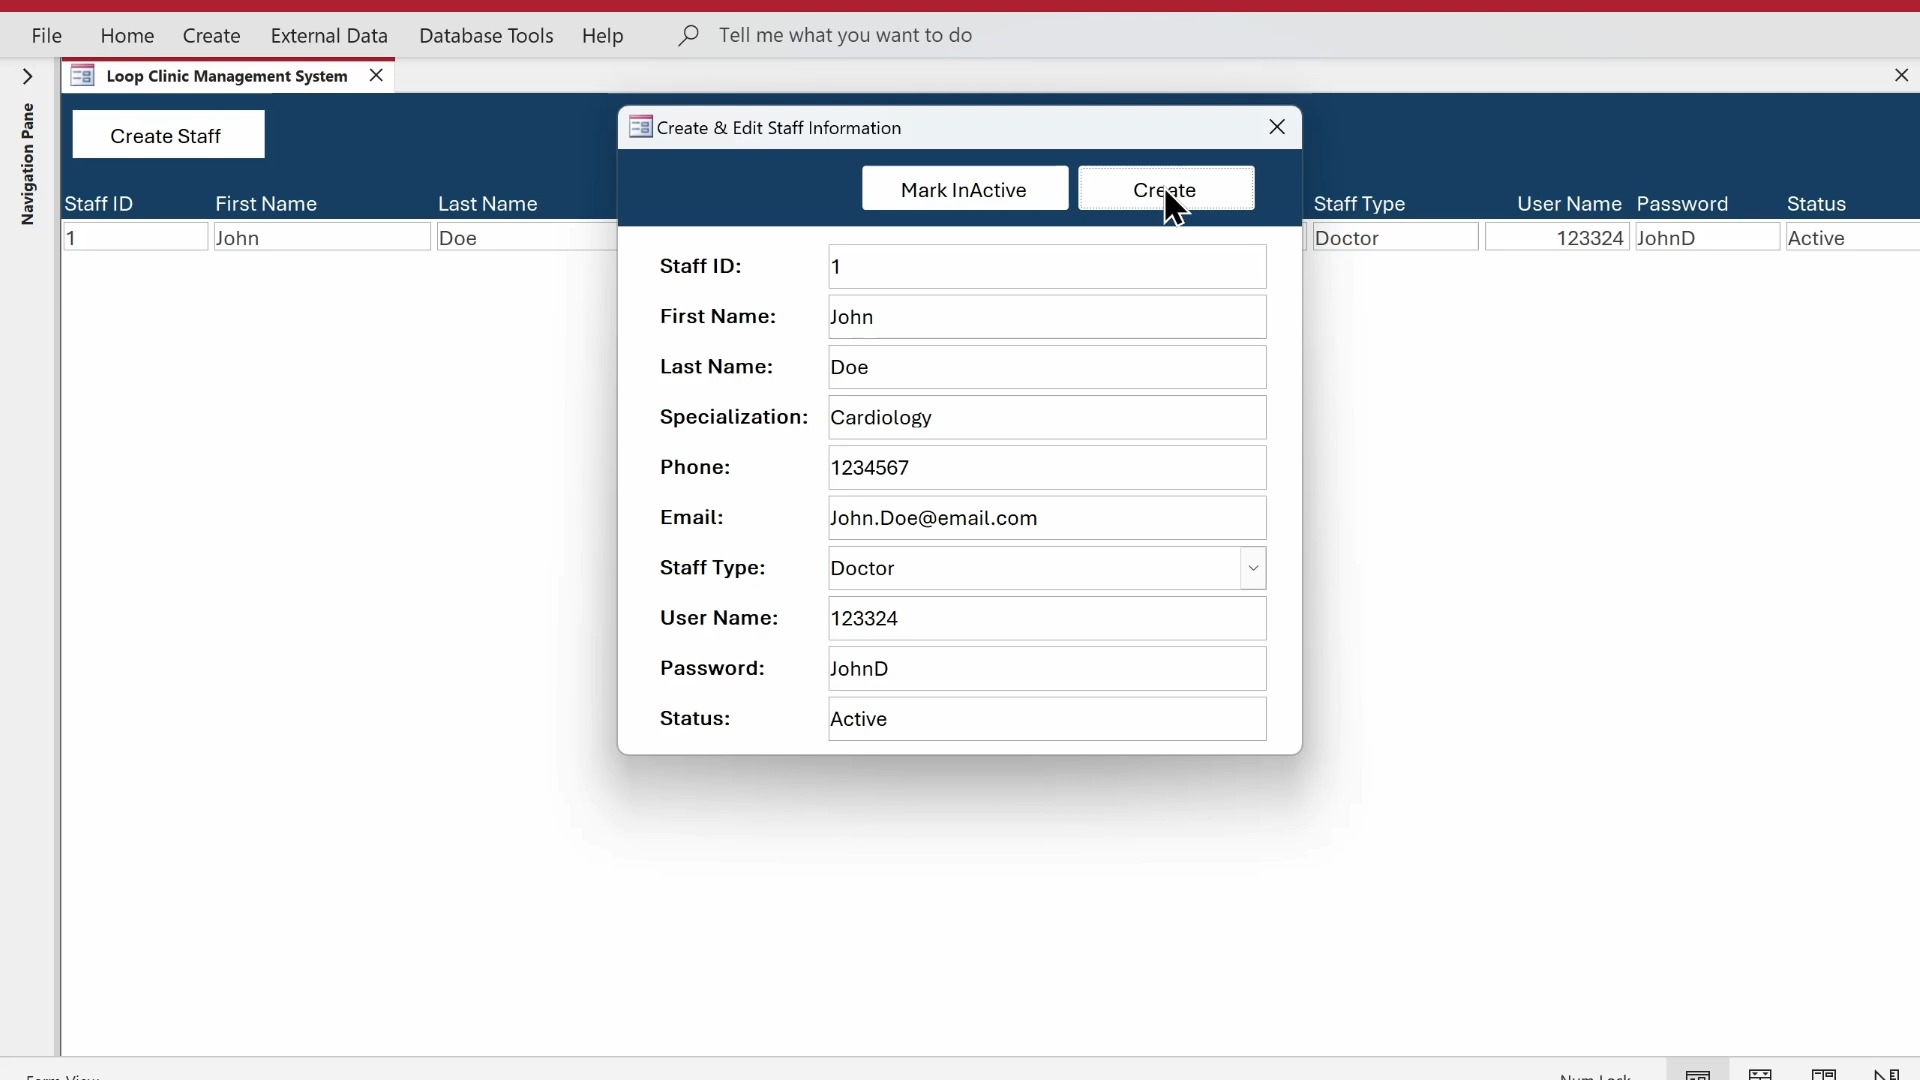 File Home Create External Data Database Tools Help Tell me what you want to do
Loop Clinic Management System
Navigation Pane
Create Staff
Create & Edit Staff Information
Mark InActive Create
Staff ID First Name Last Name Staff Type User Name Password Status
1 John Doe Doctor 123324 JohnD Active
Staff ID: 1
First Name: John
Last Name: Doe
Specialization: Cardiology
Phone: 1234567
Email: John.Doe@email.com
Staff Type: Doctor
User Name: 123324
Password: JohnD
Status: Active
Form View Num Lock